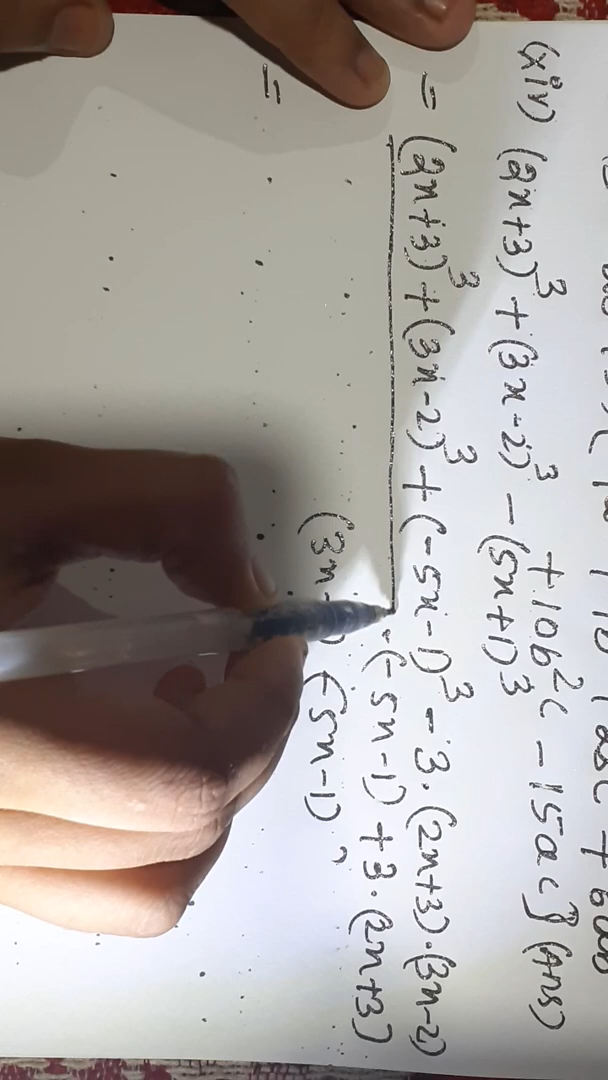 + 10b²c - 15ac} (Ans)
(xiv) (2x+3)³ + (3x-2)³ - (5x+1)³
= (2x+3)³ + (3x-2)³ + (-5x-1)³ - 3·(2x+3)·(3x-2)
·(-5x-1) + 3·(2x+3)
(3x- ) (-5x-1)
=